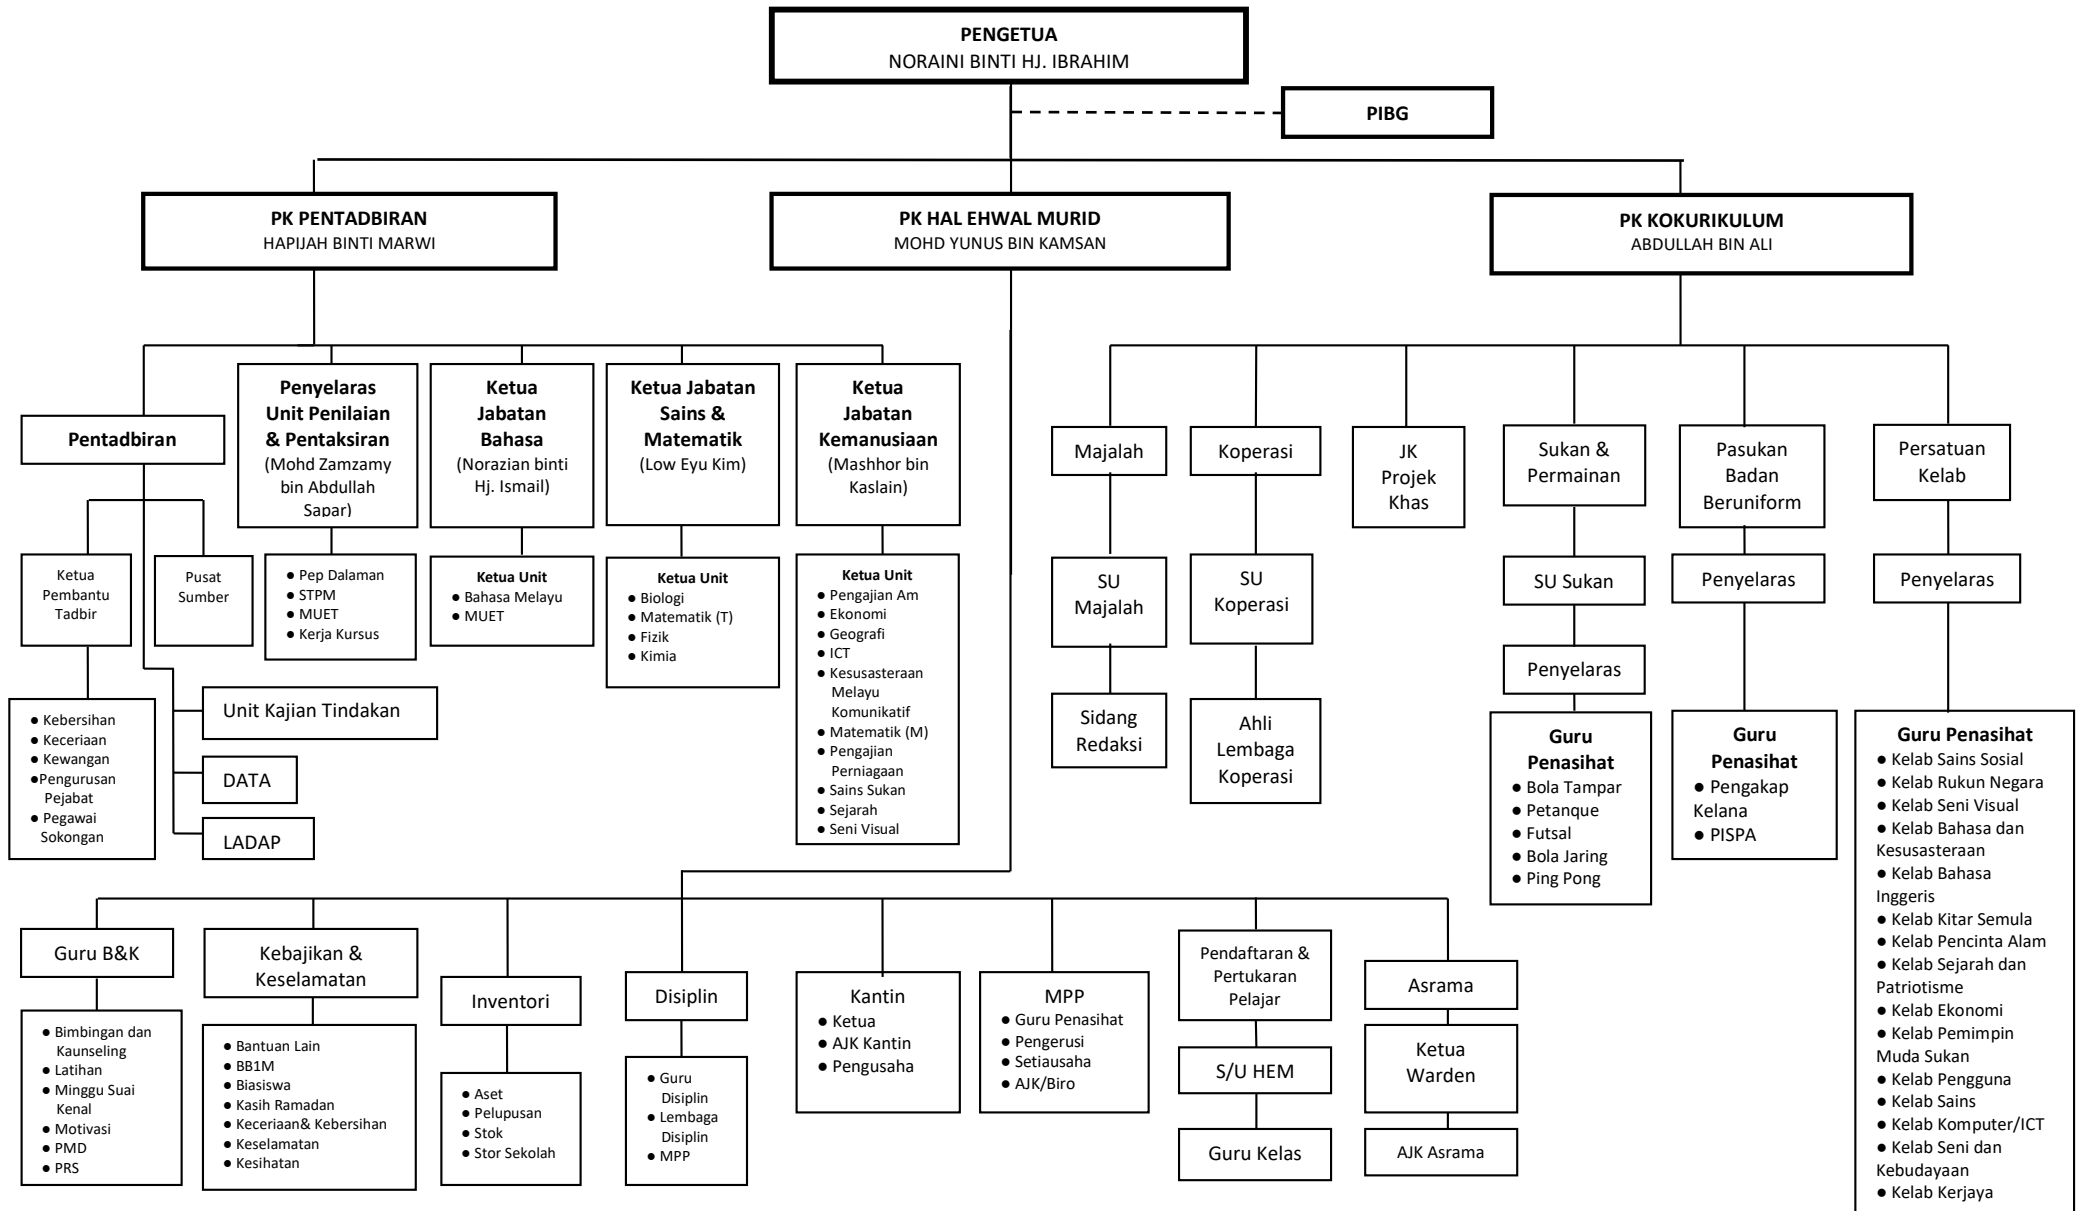 PENGETUA
NORAINI BINTI HJ. IBRAHIM
PIBG
PK PENTADBIRAN
HAPIJAH BINTI MARWI
PK HAL EHWAL MURID
MOHD YUNUS BIN KAMSAN
PK KOKURIKULUM
ABDULLAH BIN ALI
Pentadbiran
Penyelaras
Unit Penilaian
& Pentaksiran
(Mohd Zamzamy
bin Abdullah
Sapar)
Ketua
Jabatan
Bahasa
(Norazian binti
Hj. Ismail)
Ketua Jabatan
Sains &
Matematik
(Low Eyu Kim)
Ketua
Jabatan
Kemanusiaan
(Mashhor bin
Kaslain)
Majalah
Koperasi
JK
Projek
Khas
Sukan &
Permainan
Pasukan
Badan
Beruniform
Persatuan
Kelab
Ketua
Pembantu
Tadbir
Pusat
Sumber
● Pep Dalaman
● STPM
● MUET
● Kerja Kursus
Ketua Unit
● Bahasa Melayu
● MUET
Ketua Unit
● Biologi
● Matematik (T)
● Fizik
● Kimia
Ketua Unit
● Pengajian Am
● Ekonomi
● Geografi
● ICT
● Kesusasteraan
Melayu
Komunikatif
● Matematik (M)
● Pengajian
Perniagaan
● Sains Sukan
● Sejarah
● Seni Visual
SU
Majalah
SU
Koperasi
SU Sukan
Penyelaras
Penyelaras
Penyelaras
● Kebersihan
● Keceriaan
● Kewangan
●Pengurusan
Pejabat
● Pegawai
Sokongan
Unit Kajian Tindakan
DATA
LADAP
Sidang
Redaksi
Ahli
Lembaga
Koperasi
Guru
Penasihat
● Bola Tampar
● Petanque
● Futsal
● Bola Jaring
● Ping Pong
Guru
Penasihat
● Pengakap
Kelana
● PISPA
Guru Penasihat
● Kelab Sains Sosial
● Kelab Rukun Negara
● Kelab Seni Visual
● Kelab Bahasa dan
Kesusasteraan
● Kelab Bahasa
Inggeris
● Kelab Kitar Semula
● Kelab Pencinta Alam
● Kelab Sejarah dan
Patriotisme
● Kelab Ekonomi
● Kelab Pemimpin
Muda Sukan
● Kelab Pengguna
● Kelab Sains
● Kelab Komputer/ICT
● Kelab Seni dan
Kebudayaan
● Kelab Kerjaya
Guru B&K
● Bimbingan dan
Kaunseling
● Latihan
● Minggu Suai
Kenal
● Motivasi
● PMD
● PRS
Kebajikan &
Keselamatan
● Bantuan Lain
● BB1M
● Biasiswa
● Kasih Ramadan
● Keceriaan& Kebersihan
● Keselamatan
● Kesihatan
Inventori
● Aset
● Pelupusan
● Stok
● Stor Sekolah
Disiplin
● Guru
Disiplin
● Lembaga
Disiplin
● MPP
Kantin
● Ketua
● AJK Kantin
● Pengusaha
MPP
● Guru Penasihat
● Pengerusi
● Setiausaha
● AJK/Biro
Pendaftaran &
Pertukaran
Pelajar
S/U HEM
Guru Kelas
Asrama
Ketua
Warden
AJK Asrama